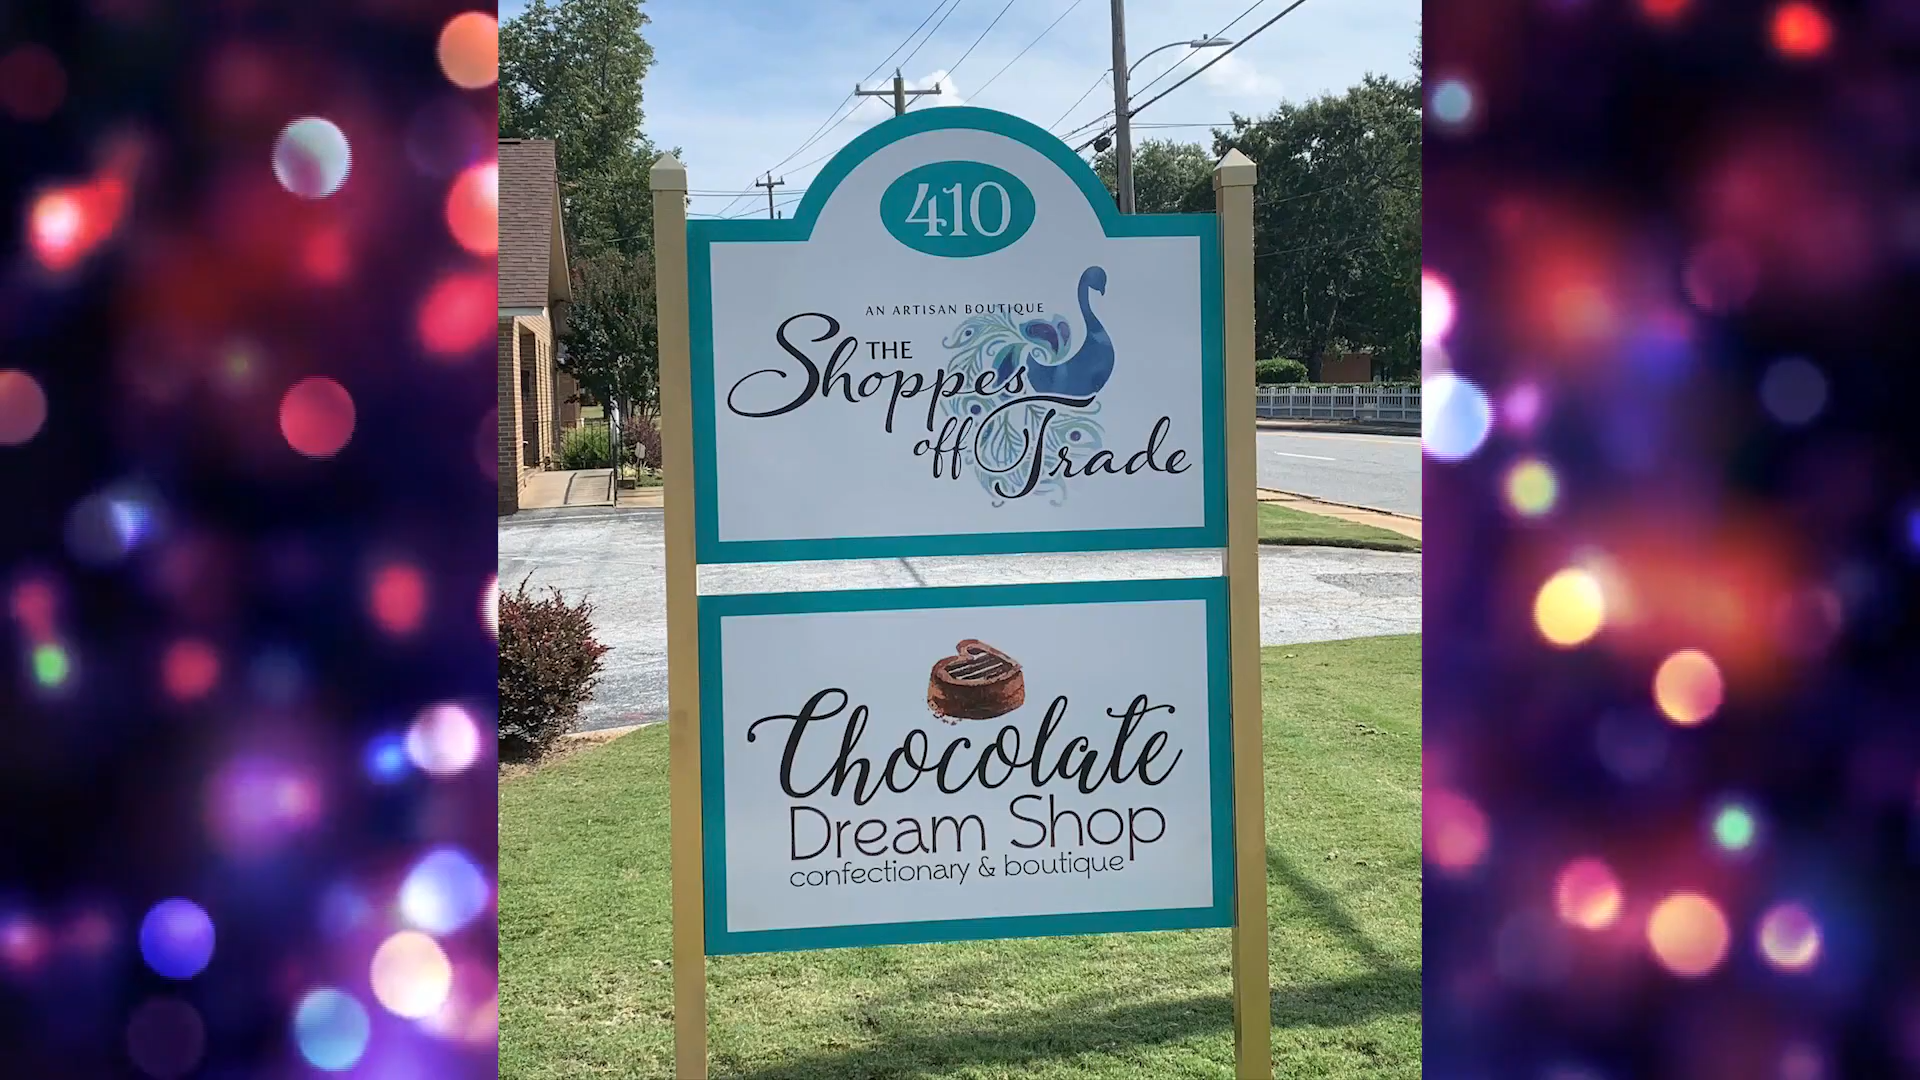 410
AN ARTISAN BOUTIQUE
THE
Shoppes
off Trade
Chocolate
Dream Shop
confectionary & boutique